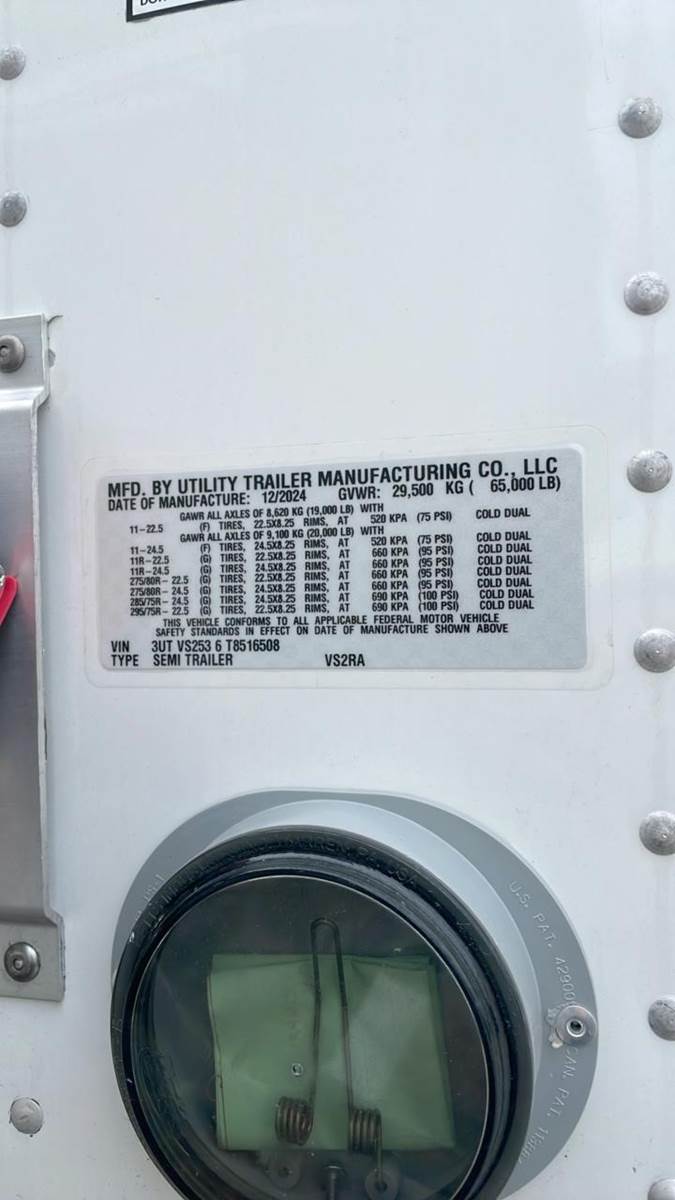 MFD. BY UTILITY TRAILER MANUFACTURING CO., LLC
DATE OF MANUFACTURE: 12/2024 GVWR: 29,500 KG ( 65,000 LB)
GAWR ALL AXLES OF 8,620 KG (19,000 LB) WITH
11-22.5 (F) TIRES, 22.5X8.25 RIMS, AT 520 KPA (75 PSI) COLD DUAL
GAWR ALL AXLES OF 9,100 KG (20,000 LB) WITH
11-24.5 (F) TIRES, 24.5X8.25 RIMS, AT 520 KPA (75 PSI) COLD DUAL
11R-22.5 (G) TIRES, 22.5X8.25 RIMS, AT 660 KPA (95 PSI) COLD DUAL
11R-24.5 (G) TIRES, 24.5X8.25 RIMS, AT 660 KPA (95 PSI) COLD DUAL
275/80R-22.5 (G) TIRES, 22.5X8.25 RIMS, AT 660 KPA (95 PSI) COLD DUAL
275/80R-24.5 (G) TIRES, 24.5X8.25 RIMS, AT 660 KPA (95 PSI) COLD DUAL
285/75R-24.5 (G) TIRES, 24.5X8.25 RIMS, AT 690 KPA (100 PSI) COLD DUAL
295/75R-22.5 (G) TIRES, 22.5X8.25 RIMS, AT 690 KPA (100 PSI) COLD DUAL
THIS VEHICLE CONFORMS TO ALL APPLICABLE FEDERAL MOTOR VEHICLE
SAFETY STANDARDS IN EFFECT ON DATE OF MANUFACTURE SHOWN ABOVE
VIN 3UT VS253 6 T8516508
TYPE SEMI TRAILER VS2RA
U.S. PAT.
CAN. PAT.